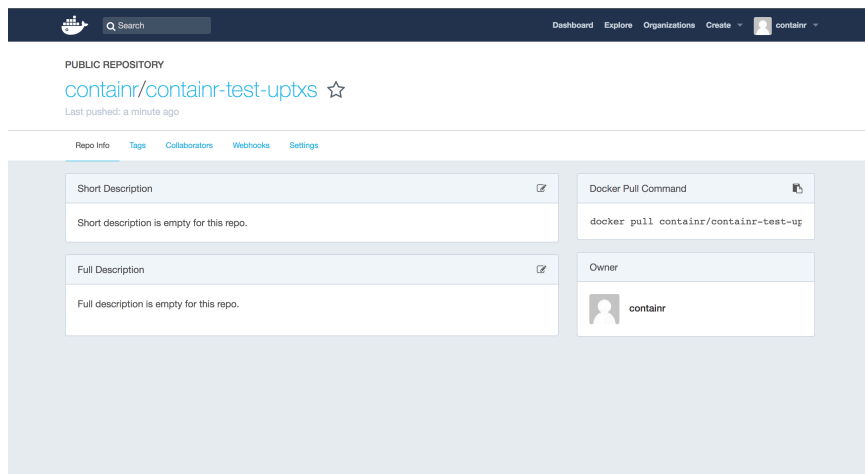 Search
Dashboard Explore Organizations Create containr
PUBLIC REPOSITORY
containr/containr-test-uptxs
Last pushed: a minute ago
Repo Info Tags Collaborators Webhooks Settings
Short Description
Short description is empty for this repo.
Full Description
Full description is empty for this repo.
Docker Pull Command
docker pull containr/containr-test-up
Owner
containr